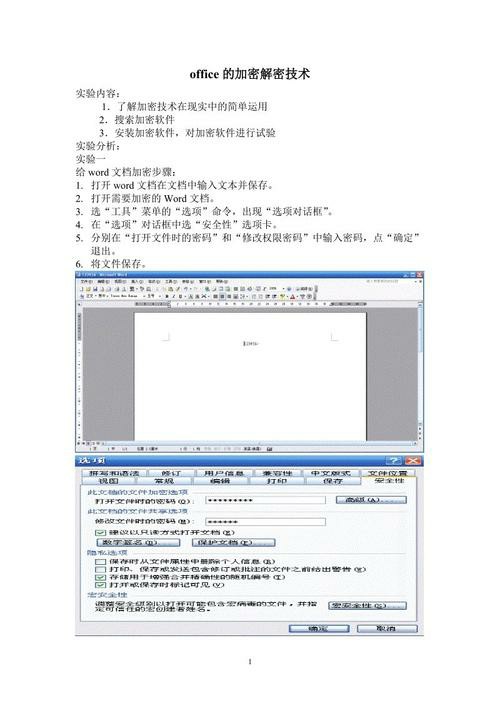 office 的加密解密技术
实验内容：
1．了解加密技术在现实中的简单运用
2．搜索加密软件
3．安装加密软件，对加密软件进行试验
实验分析：
实验一
给 word 文档加密步骤：
1. 打开 word 文档在文档中输入文本并保存。
2. 打开需要加密的 Word 文档。
3. 选“工具”菜单的“选项”命令，出现“选项对话框”。
4. 在“选项”对话框中选“安全性”选项卡。
5. 分别在“打开文件时的密码”和“修改权限密码”中输入密码，点“确定”
退出。
6. 将文件保存。
选项
拼写和语法 修订 用户信息 兼容性 中文版式 文件位置
视图 常规 编辑 打印 保存 安全性
此文档的文件加密选项
打开文件时的密码(O): ********* 高级(A)...
此文档的文件共享选项
修改文件时的密码(M): ******
建议以只读方式打开文档(E)
数字签名(D)... 保护文档(P)...
隐私选项
保存时从文件属性中删除个人信息(R)
打印、保存或发送包含修订或批注的文件之前给出警告(W)
存储用于增强合并精确性的随机编号(T)
打开或保存时标记可见(V)
宏安全性
调整安全级别以打开可能包含宏病毒的文件，并指
定可信任的宏创建者姓名。 宏安全性(S)...
确定 取消
1